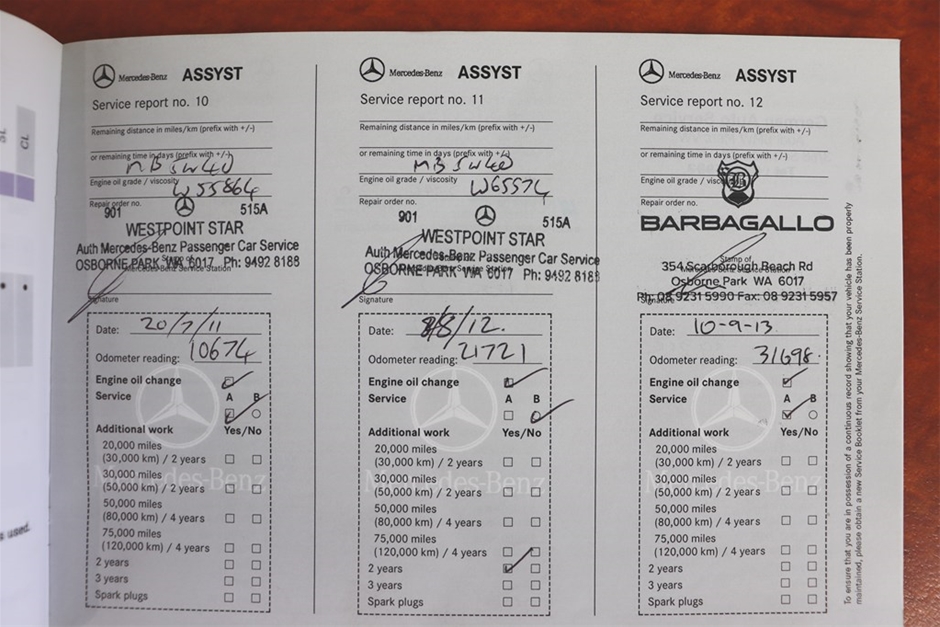 Mercedes-Benz ASSYST
Service report no. 10
Remaining distance in miles/km (prefix with +/-)
or remaining time in days (prefix with +/-)
MB 5W40
Engine oil grade / viscosity
W55864
Repair order no.
901 515A
WESTPOINT STAR
Auth Mercedes-Benz Passenger Car Service
OSBORNE PARK WA 6017 Ph: 9492 8188
Signature
Date: 20/7/11
Odometer reading: 10674
Engine oil change
Service A B
Additional work Yes/No
20,000 miles
(30,000 km) / 2 years
30,000 miles
(50,000 km) / 2 years
50,000 miles
(80,000 km) / 4 years
75,000 miles
(120,000 km) / 4 years
2 years
3 years
Spark plugs
Mercedes-Benz
Mercedes-Benz ASSYST
Service report no. 11
Remaining distance in miles/km (prefix with +/-)
or remaining time in days (prefix with +/-)
MB 5W40
Engine oil grade / viscosity
W65574
Repair order no.
901 515A
WESTPOINT STAR
Auth Mercedes-Benz Passenger Car Service
OSBORNE PARK WA 6017 Ph: 9492 8188
Signature
Date: 8/8/12.
Odometer reading: 21721
Engine oil change
Service A B
Additional work Yes/No
20,000 miles
(30,000 km) / 2 years
30,000 miles
(50,000 km) / 2 years
50,000 miles
(80,000 km) / 4 years
75,000 miles
(120,000 km) / 4 years
2 years
3 years
Spark plugs
Mercedes-Benz
Mercedes-Benz ASSYST
Service report no. 12
Remaining distance in miles/km (prefix with +/-)
or remaining time in days (prefix with +/-)
Engine oil grade /
B
Repair order no.
BARBAGALLO
Stamp of
354 Scarborough Beach Rd
Osborne Park WA 6017
Ph: 08 9231 5990 Fax: 08 9231 5957
Signature
Date: 10-9-13
Odometer reading: 31698.
Engine oil change
Service A B
Additional work Yes/No
20,000 miles
(30,000 km) / 2 years
30,000 miles
(50,000 km) / 2 years
50,000 miles
(80,000 km) / 4 years
75,000 miles
(120,000 km) / 4 years
2 years
3 years
Spark plugs
Mercedes-Benz
To ensure that you are in possession of a continuous record showing that your vehicle has been properly
maintained, please obtain a new Service Booklet from your Mercedes-Benz Service Station.
SL
CL
s used.